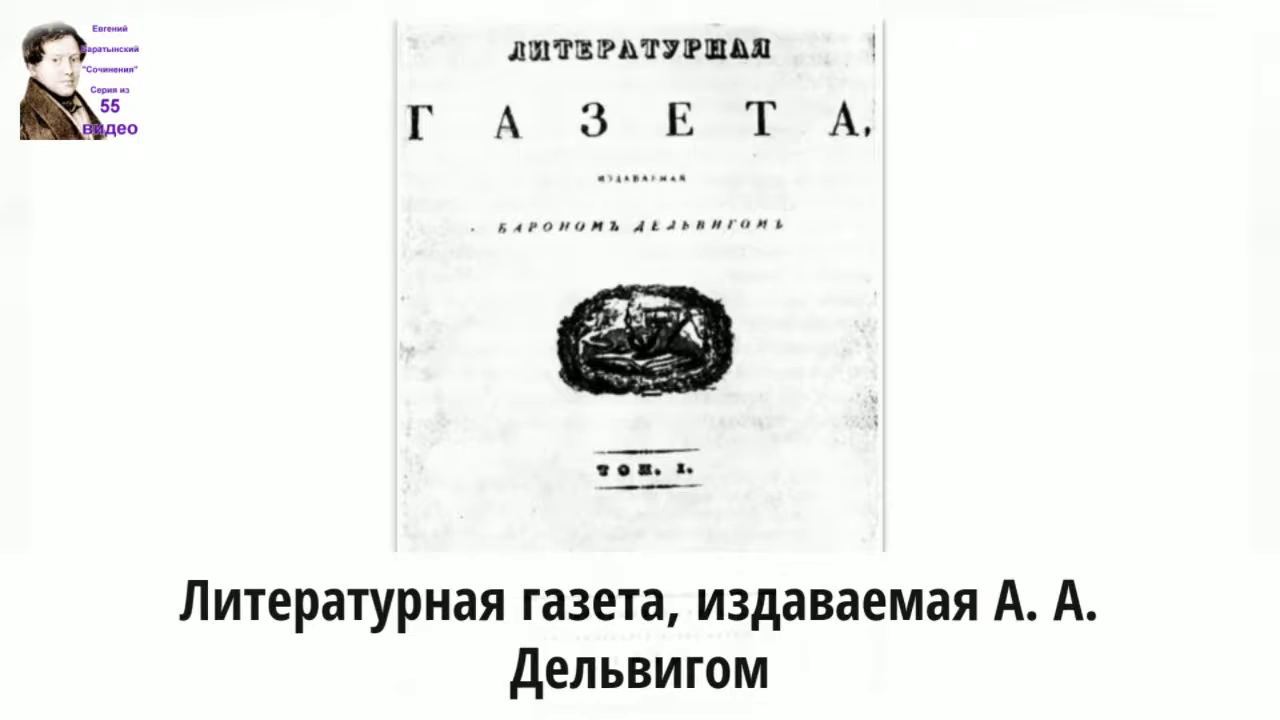 Евгений
Баратынский
"Сочинения"
Серия из
55
видео
ЛИТЕРАТУРНАЯ
ГАЗЕТА,
ИЗДАВАЕМАЯ
БАРОНОМЪ ДЕЛЬВИГОМЪ
ТОМ. I.
Литературная газета, издаваемая А. А.
Дельвигом